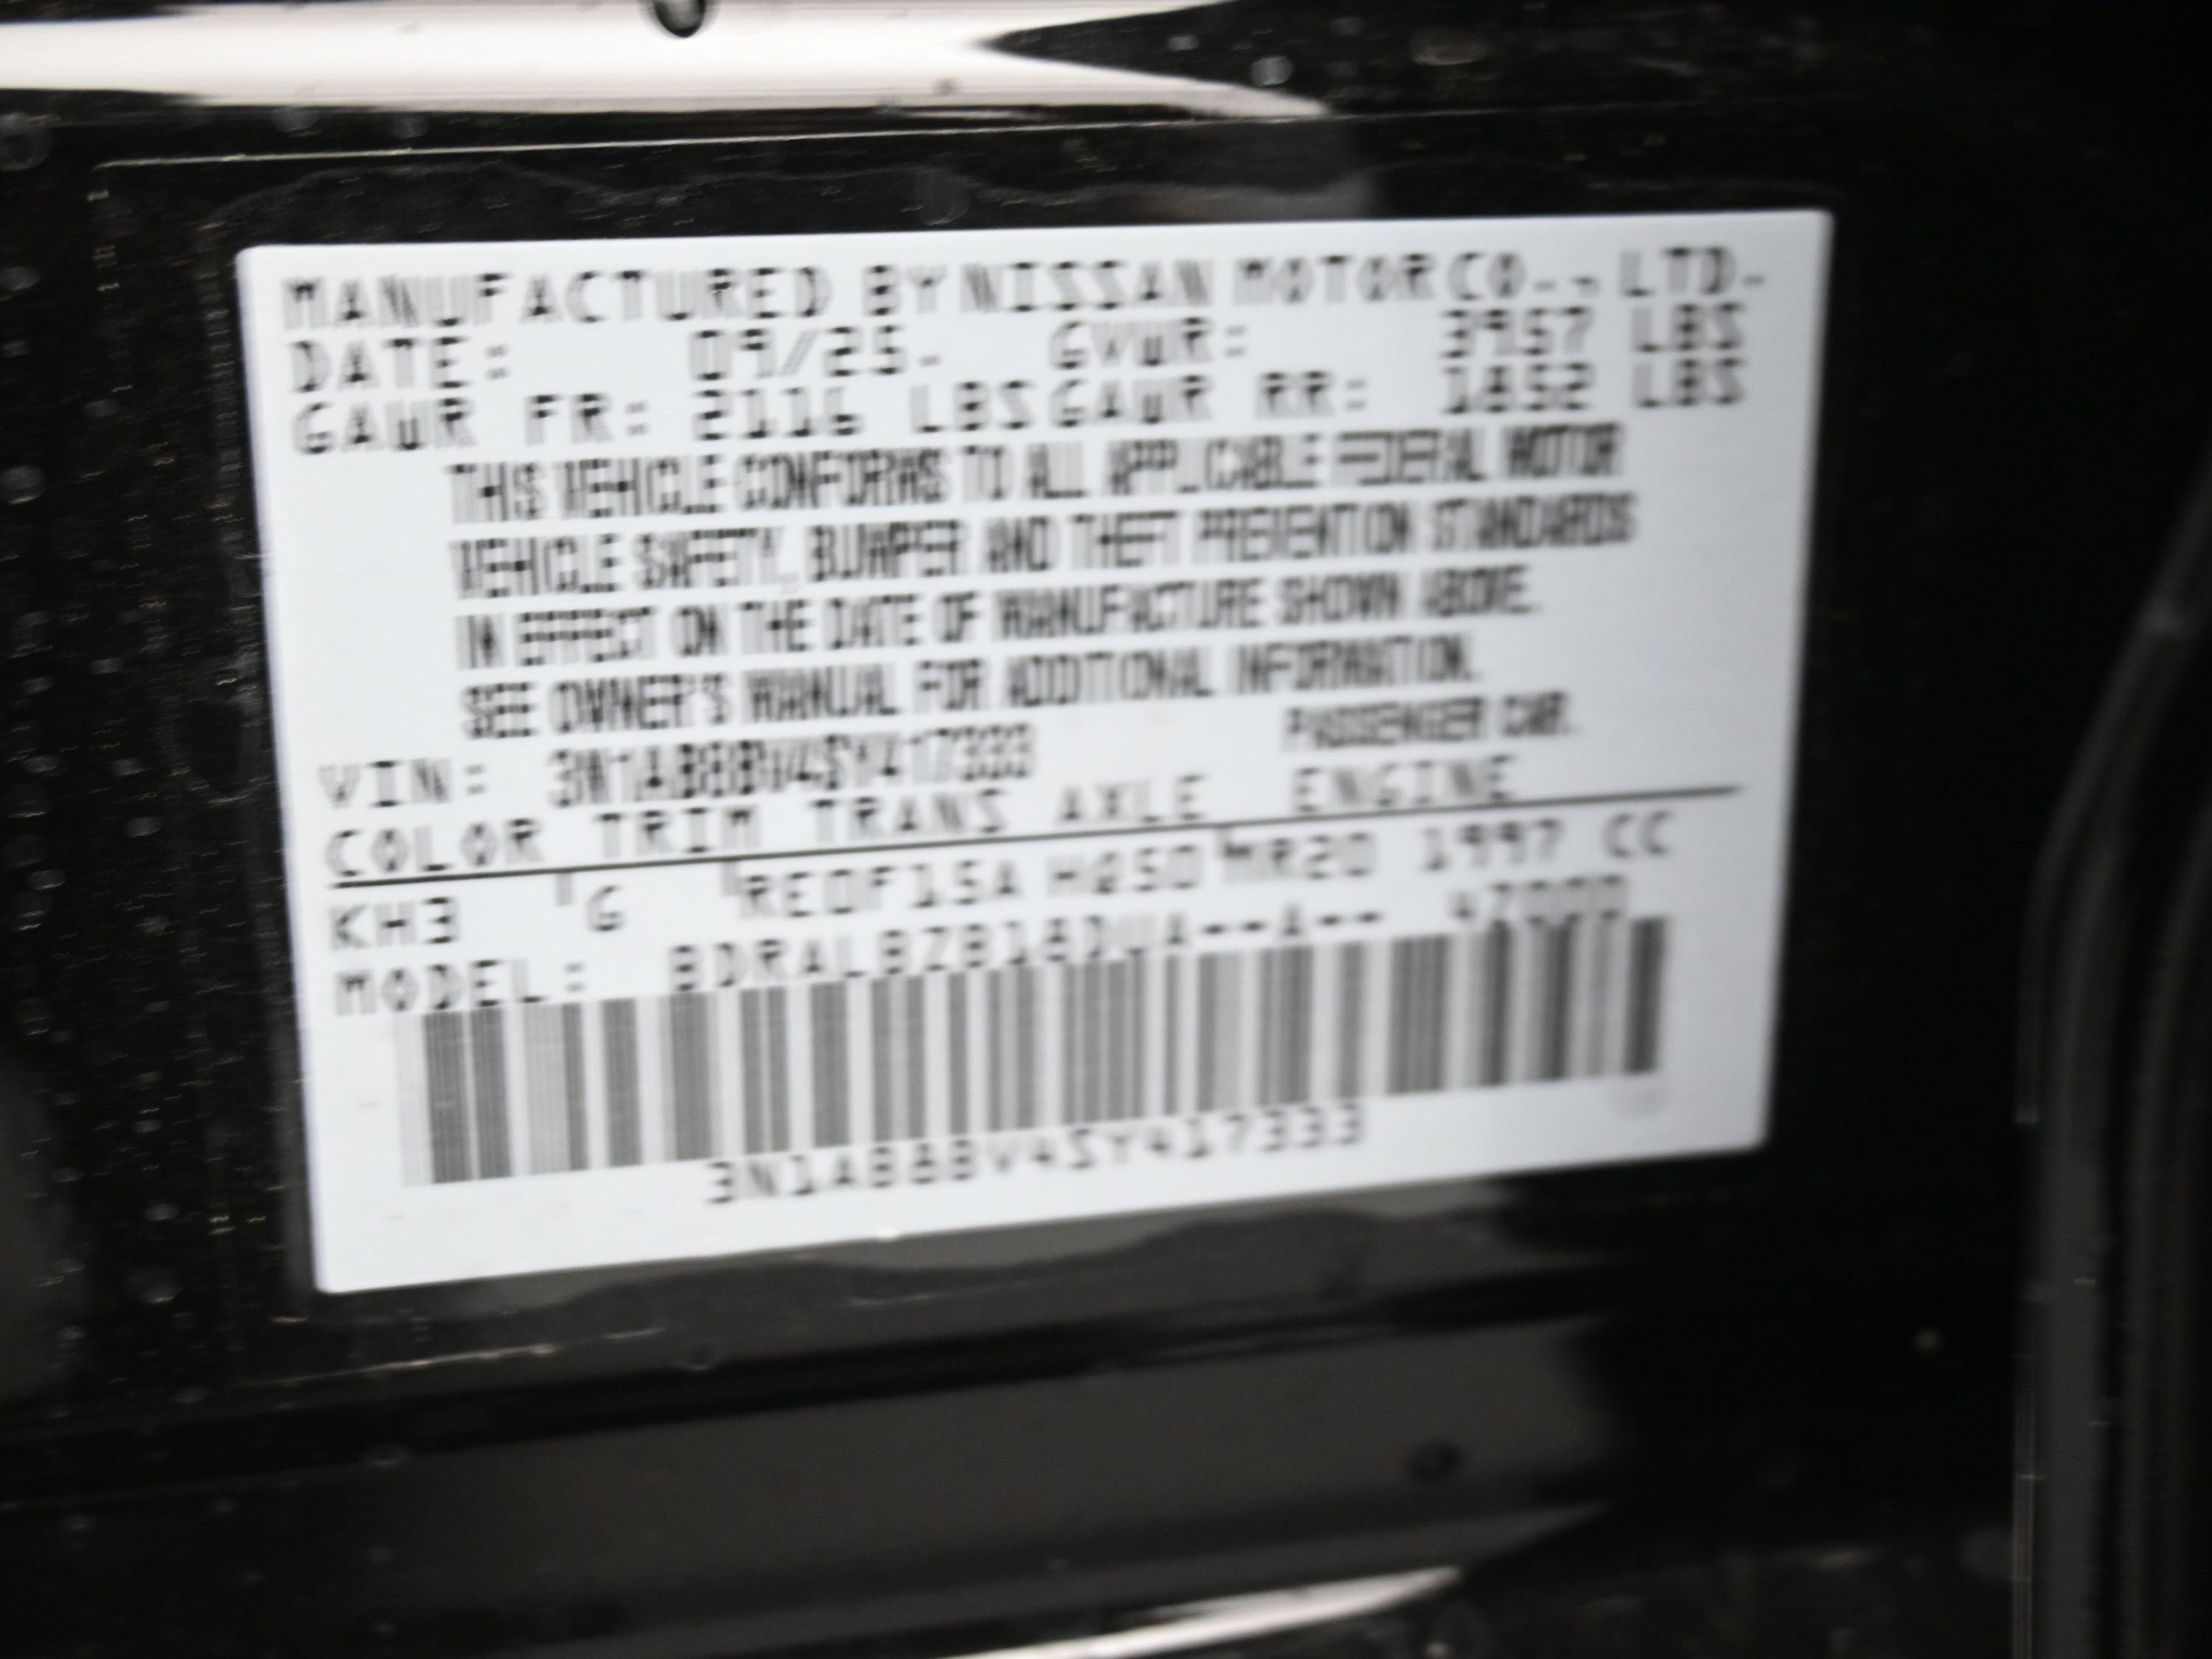 MANUFACTURED BY NISSAN MOTOR CO., LTD.
DATE: 09/25. GVWR: 3957 LBS
GAWR FR: 2116 LBS GAWR RR: 1852 LBS
THIS VEHICLE CONFORMS TO ALL APPLICABLE FEDERAL MOTOR
VEHICLE SAFETY, BUMPER AND THEFT PREVENTION STANDARDS
IN EFFECT ON THE DATE OF MANUFACTURE SHOWN ABOVE.
SEE OWNER'S MANUAL FOR ADDITIONAL INFORMATION.
PASSENGER CAR.
VIN: 3N1AB8BV4SY417333
COLOR TRIM TRANS AXLE ENGINE
KH3 G RE0F15A HQ50 MR20 1997 CC
MODEL:
3N1AB8BV4SY417333